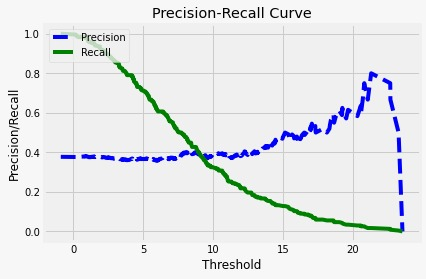 Precision-Recall Curve
Precision
Recall
Precision/Recall
1.0
0.8
0.6
0.4
0.2
0.0
0 5 10 15 20
Threshold